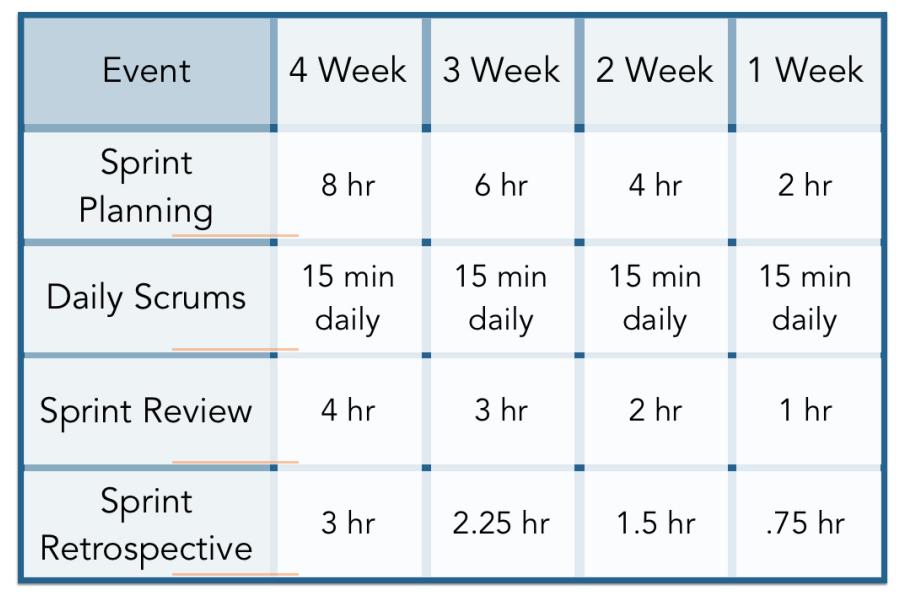 Event 4 Week 3 Week 2 Week 1 Week
Sprint
Planning 8 hr 6 hr 4 hr 2 hr
Daily Scrums 15 min 15 min 15 min 15 min
daily daily daily daily
Sprint Review 4 hr 3 hr 2 hr 1 hr
Sprint
Retrospective 3 hr 2.25 hr 1.5 hr .75 hr